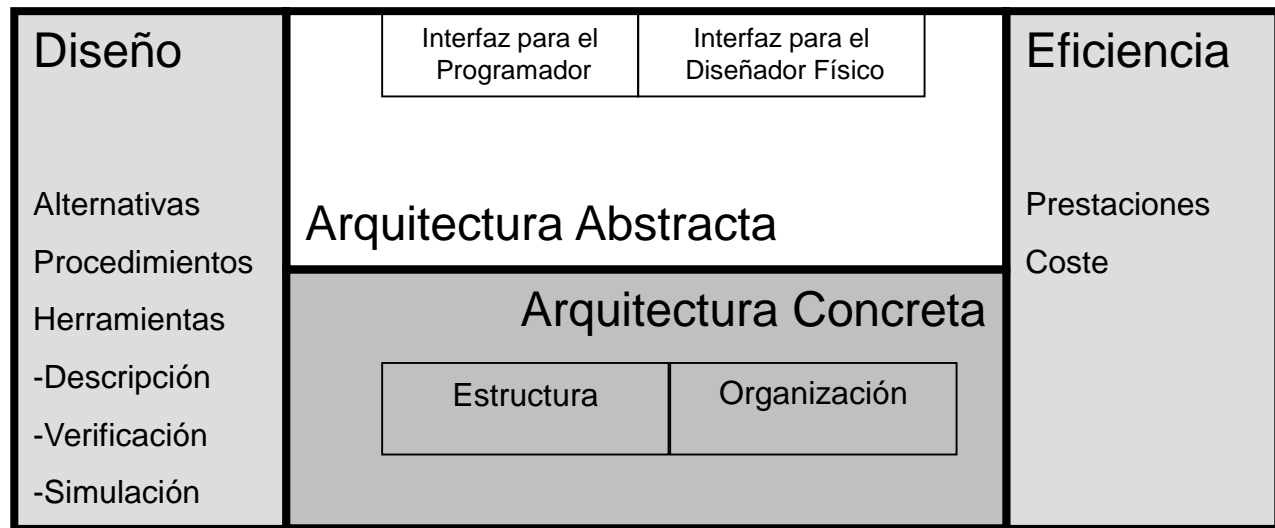 Diseño
Alternativas
Procedimientos
Herramientas
-Descripción
-Verificación
-Simulación
Interfaz para el
Programador
Interfaz para el
Diseñador Físico
Arquitectura Abstracta
Arquitectura Concreta
Estructura
Organización
Eficiencia
Prestaciones
Coste